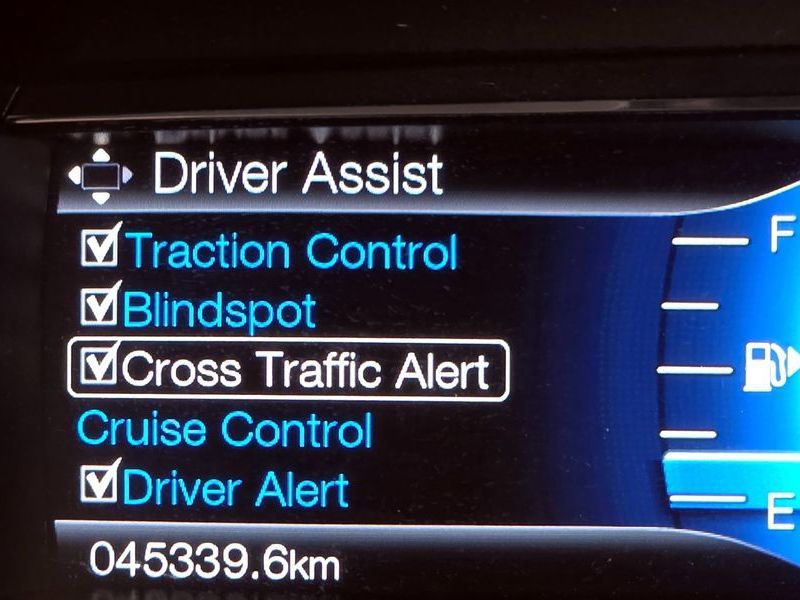 Driver Assist
Traction Control
Blindspot
Cross Traffic Alert
Cruise Control
Driver Alert
045339.6km
F
E